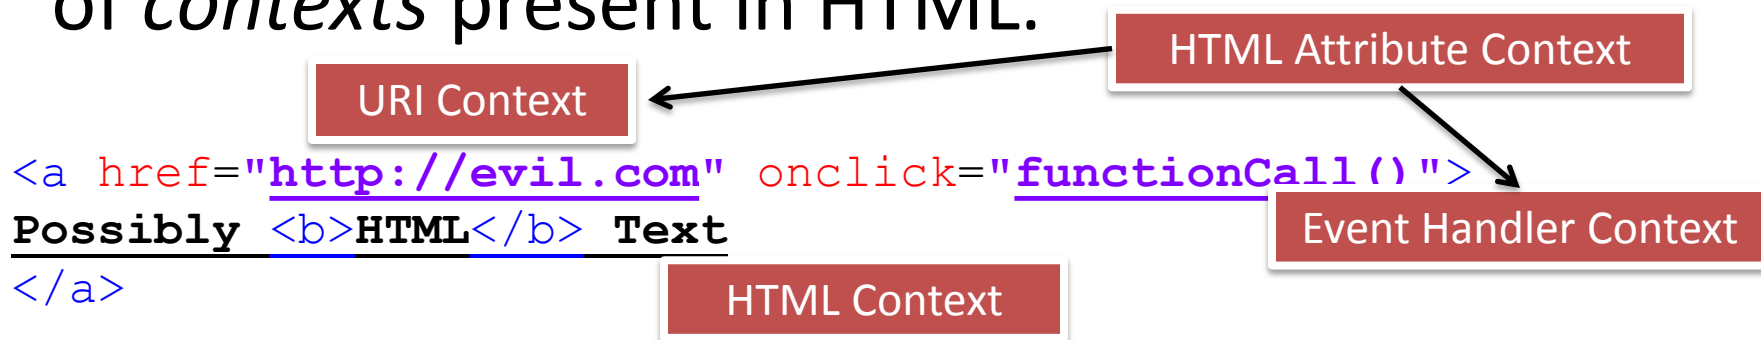 of contexts present in HTML.
HTML Attribute Context
URI Context
<a href="http://evil.com" onclick="functionCall()">
Possibly <b>HTML</b> Text
Event Handler Context
</a>
HTML Context